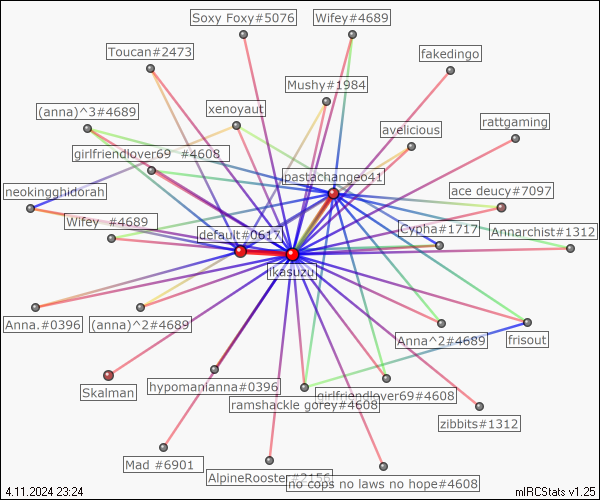 Soxy Foxy#5076
Wifey#4689
Toucan#2473
fakedingo
Mushy#1984
(anna)^3#4689
xenoyaut
rattgaming
avelicious
girlfriendlover69 #4608
pastachangeo41
neokingghidorah
ace deucy#7097
Wifey #4689
default#0617
Cypha#1717
Annarchist#1312
ikasuzu
Anna.#0396
(anna)^2#4689
Anna^2#4689
frisout
Skalman
hypomanianna#0396
girlfriendlover69#4608
ramshackle gorey#4608
zibbits#1312
Mad #6901
AlpineRooster#2156
no cops no laws no hope#4608
4.11.2024 23:24
mIRCStats v1.25